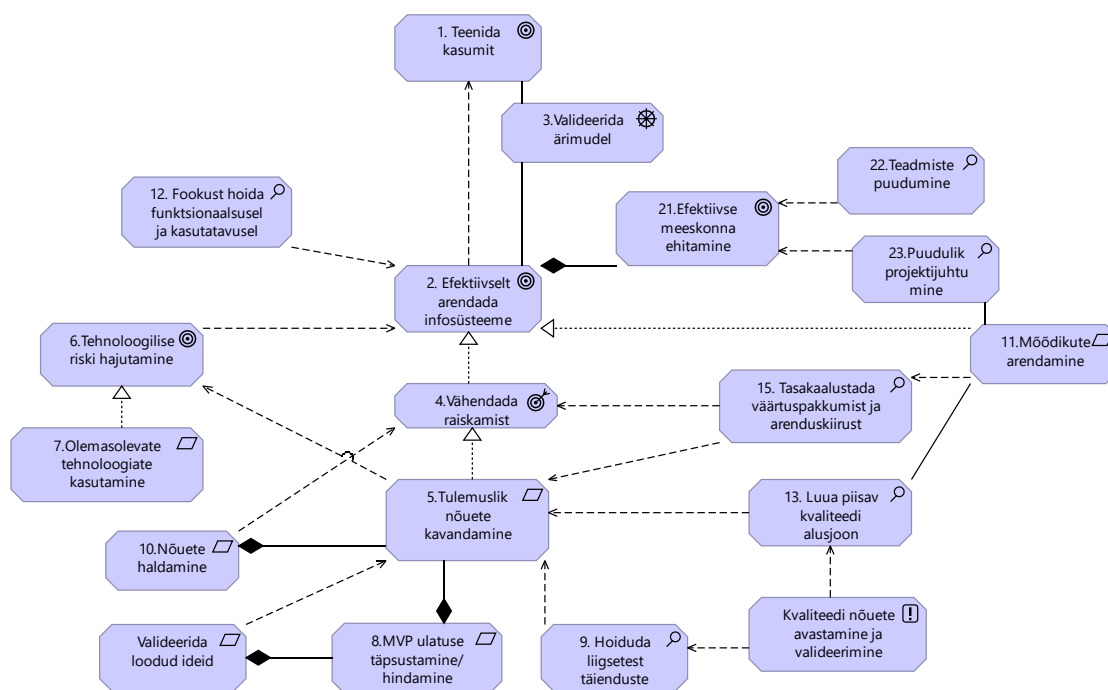 1. Teenida
kasumit
3.Valideerida
ärimudel
22.Teadmiste
puudumine
12. Fookust hoida
funktsionaalsusel
ja kasutatavusel
21.Efektiivse
meeskonna
ehitamine
23.Puudulik
projektijuhtu
mine
2. Efektiivselt
arendada
infosüsteeme
6.Tehnoloogilise
riski hajutamine
11.Mõõdikute
arendamine
4.Vähendada
raiskamist
15. Tasakaalustada
väärtuspakkumist ja
arenduskiirust
7.Olemasolevate
tehnoloogiate
kasutamine
5.Tulemuslik
nõuete
kavandamine
13. Luua piisav
kvaliteedi
alusjoon
10.Nõuete
haldamine
Valideerida
loodud ideid
8.MVP ulatuse
täpsustamine/
hindamine
9. Hoiduda
liigsetest
täienduste
Kvaliteedi nõuete
avastamine ja
valideerimine